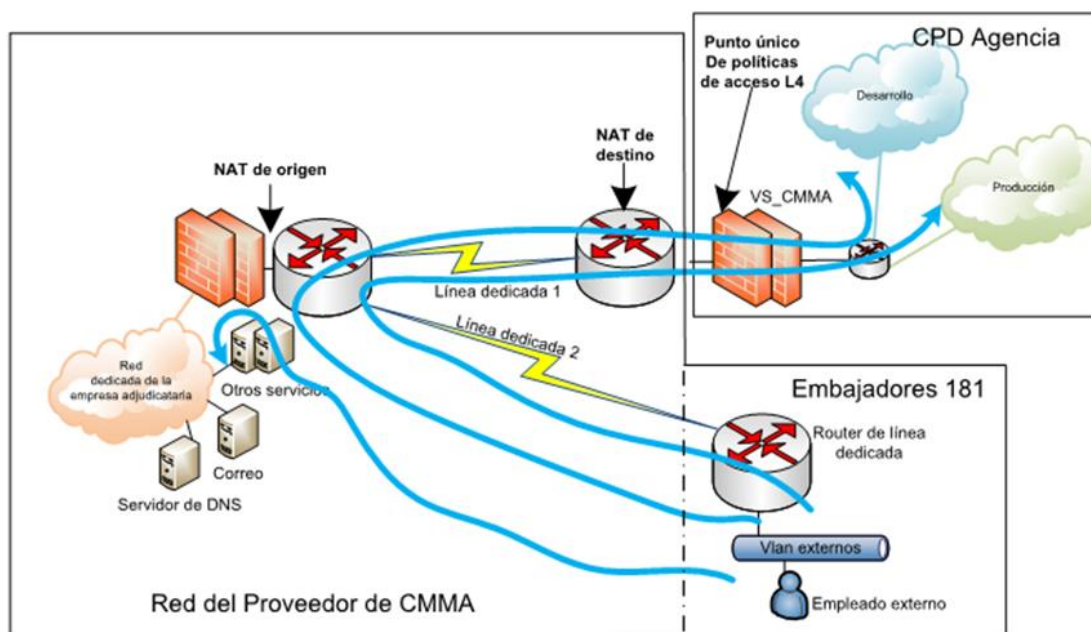 CPD Agencia
Punto único
De políticas
de acceso L4
Desarrollo
NAT de
destino
NAT de origen
VS_CMMA
Producción
Línea dedicada 1
Línea dedicada 2
Red
dedicada de la
empresa adjudicataria
Otros servicios
Correo
Servidor de DNS
Embajadores 181
Router de línea
dedicada
Vlan externos
Empleado externo
Red del Proveedor de CMMA